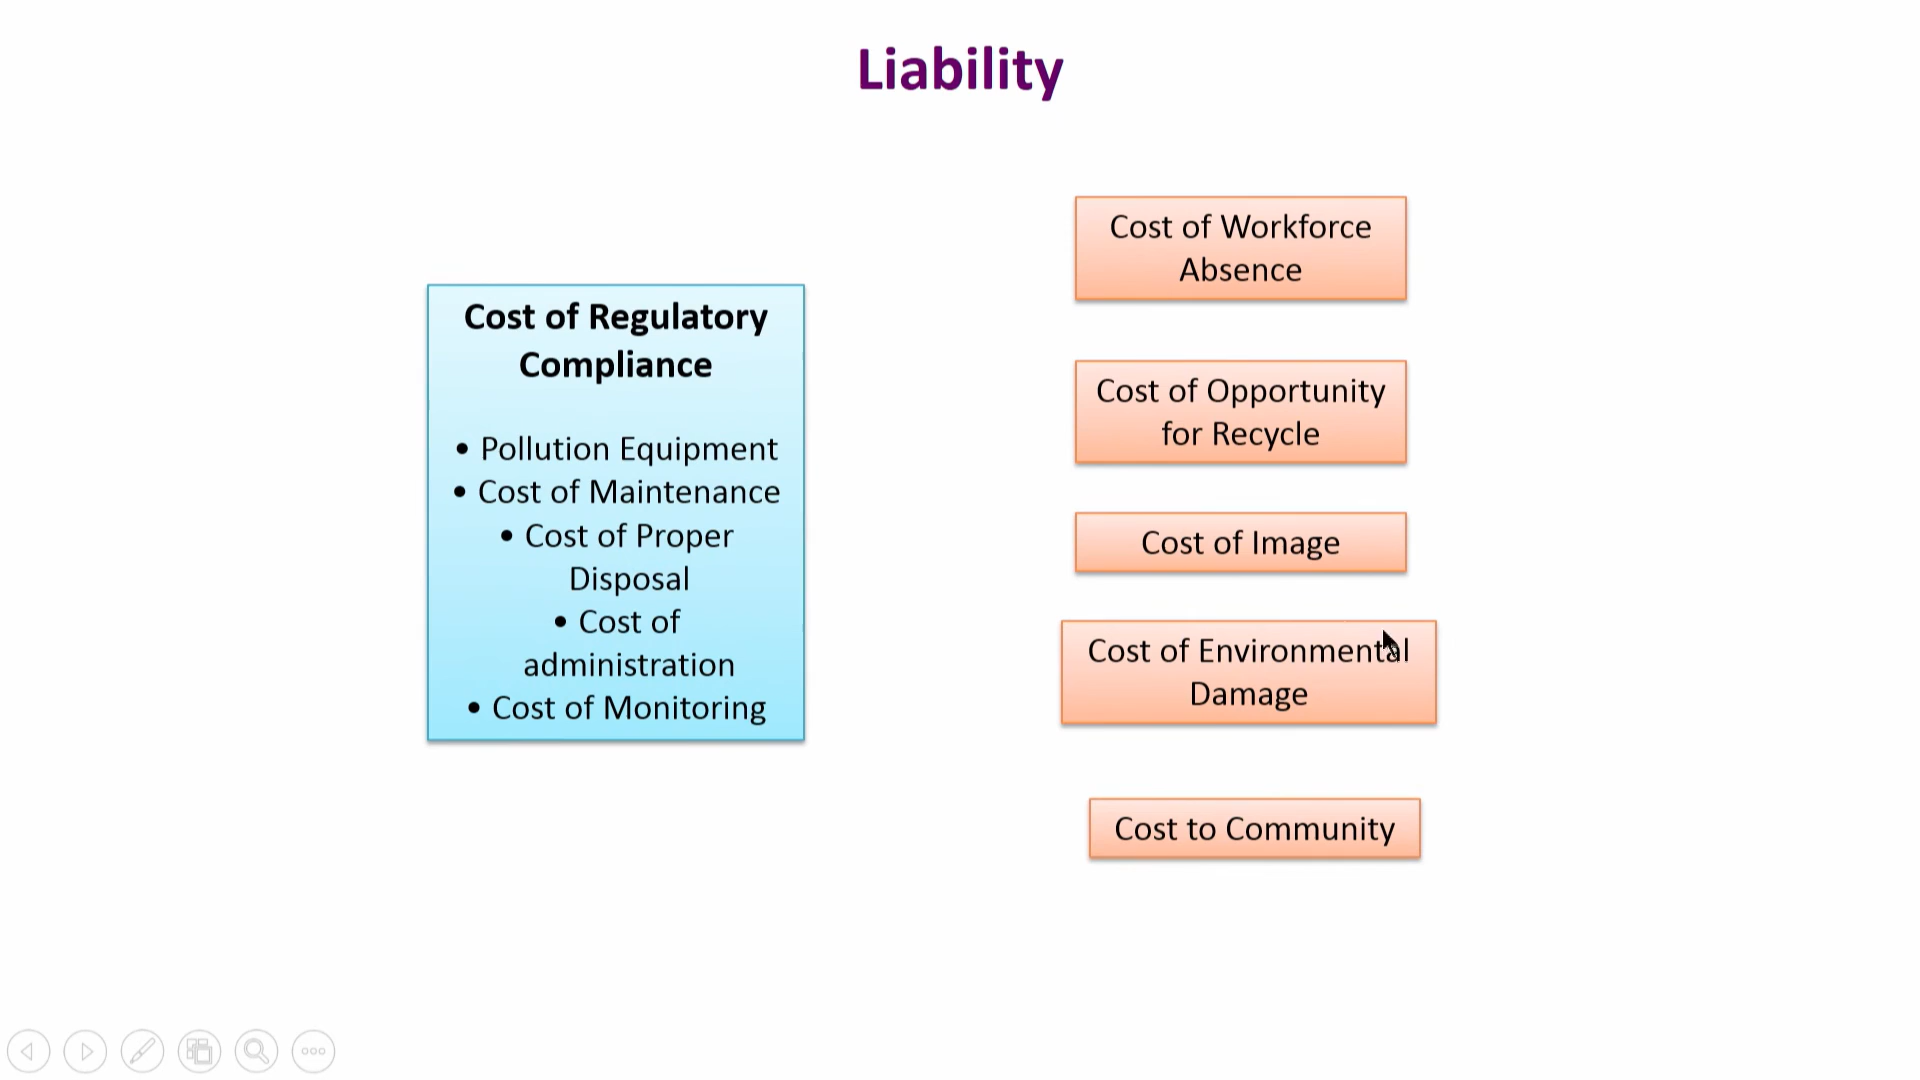 Liability
Cost of Regulatory
Compliance
• Pollution Equipment
• Cost of Maintenance
• Cost of Proper
Disposal
• Cost of
administration
• Cost of Monitoring
Cost of Workforce
Absence
Cost of Opportunity
for Recycle
Cost of Image
Cost of Environmental
Damage
Cost to Community